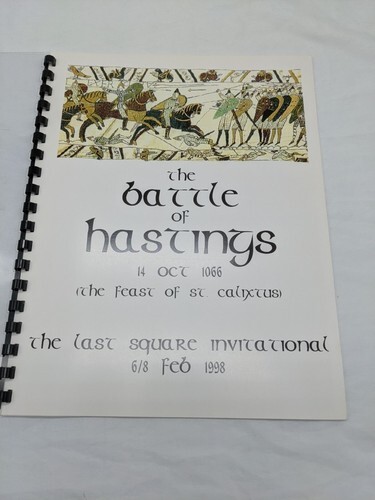 the
battle
of
hastings
14 oct 1066
(the feast of st calixtus)
the last square invitational
6/8 feb 1998